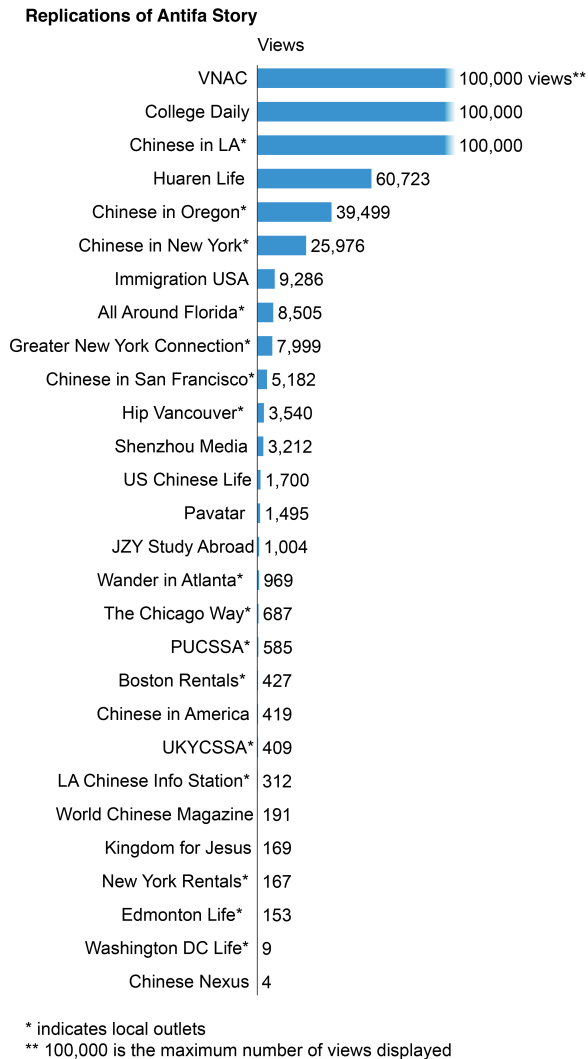 Replications of Antifa Story
Views
VNAC 100,000 views**
College Daily 100,000
Chinese in LA* 100,000
Huaren Life 60,723
Chinese in Oregon* 39,499
Chinese in New York* 25,976
Immigration USA 9,286
All Around Florida* 8,505
Greater New York Connection* 7,999
Chinese in San Francisco* 5,182
Hip Vancouver* 3,540
Shenzhou Media 3,212
US Chinese Life 1,700
Pavatar 1,495
JZY Study Abroad 1,004
Wander in Atlanta* 969
The Chicago Way* 687
PUCSSA* 585
Boston Rentals* 427
Chinese in America 419
UKYCSSA* 409
LA Chinese Info Station* 312
World Chinese Magazine 191
Kingdom for Jesus 169
New York Rentals* 167
Edmonton Life* 153
Washington DC Life* 9
Chinese Nexus 4
* indicates local outlets
** 100,000 is the maximum number of views displayed